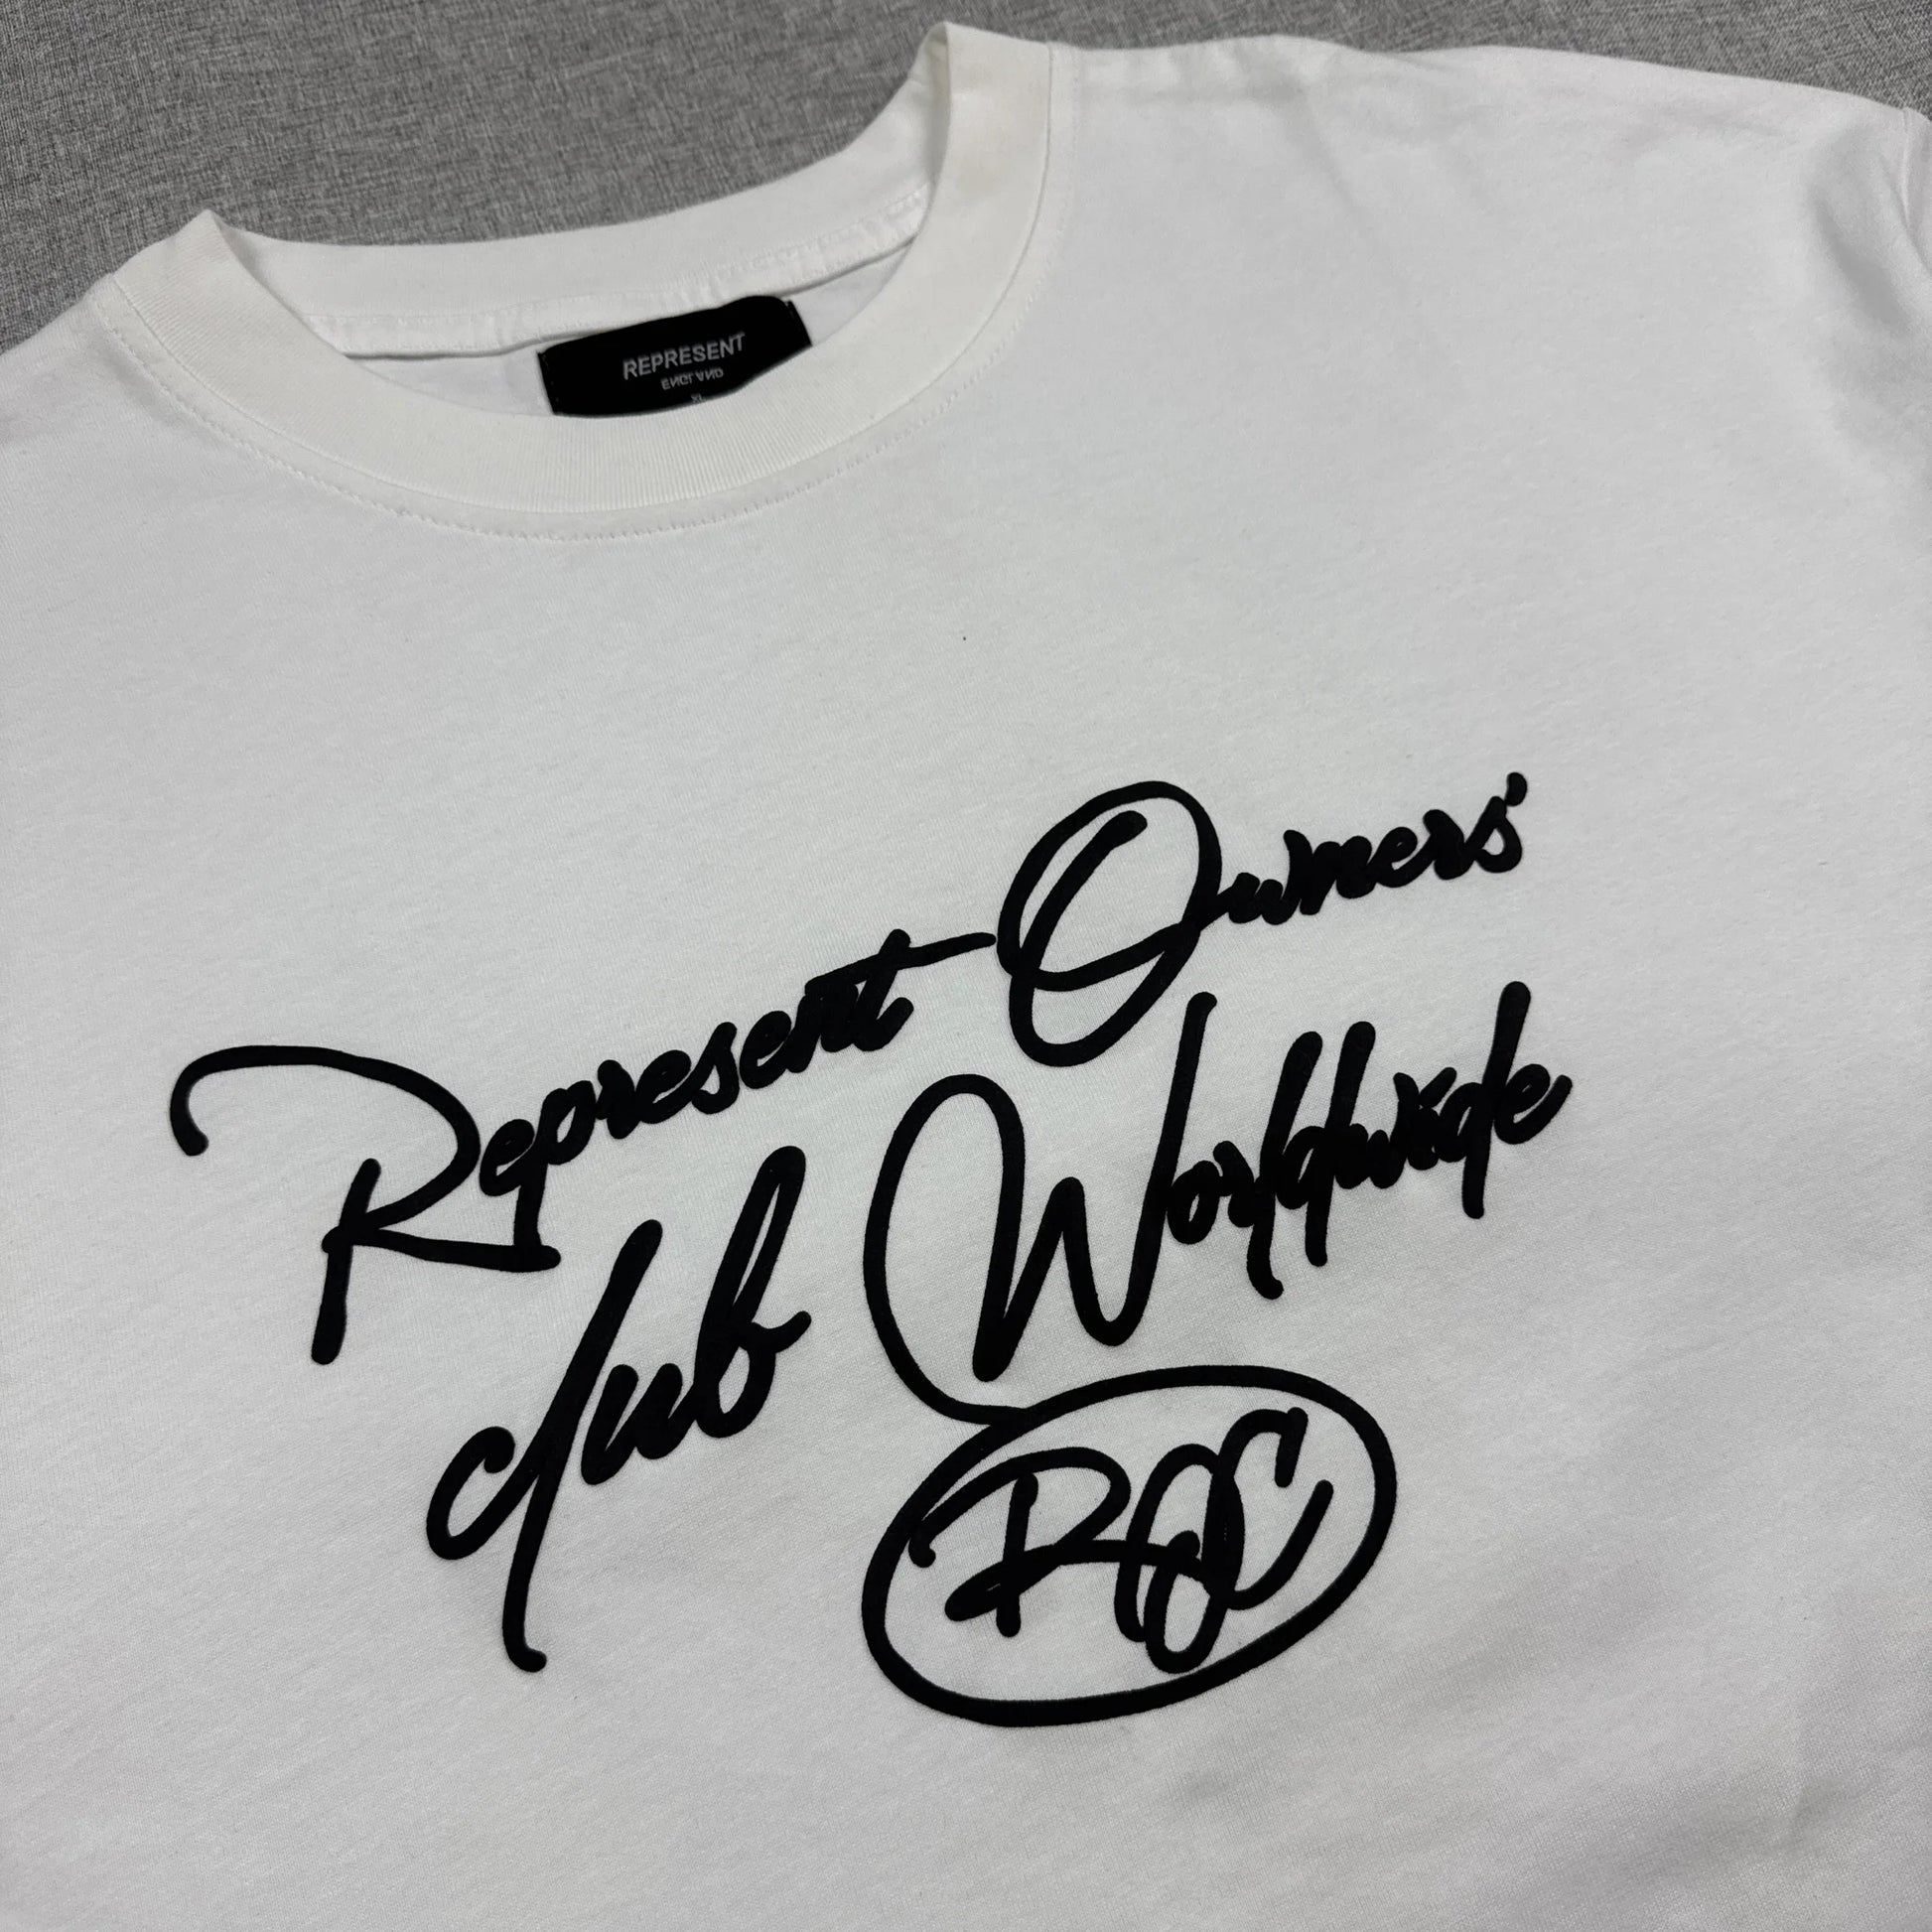 REPRESENT
ENGLAND
XL
Represent Owners'
club Worldwide
ROC